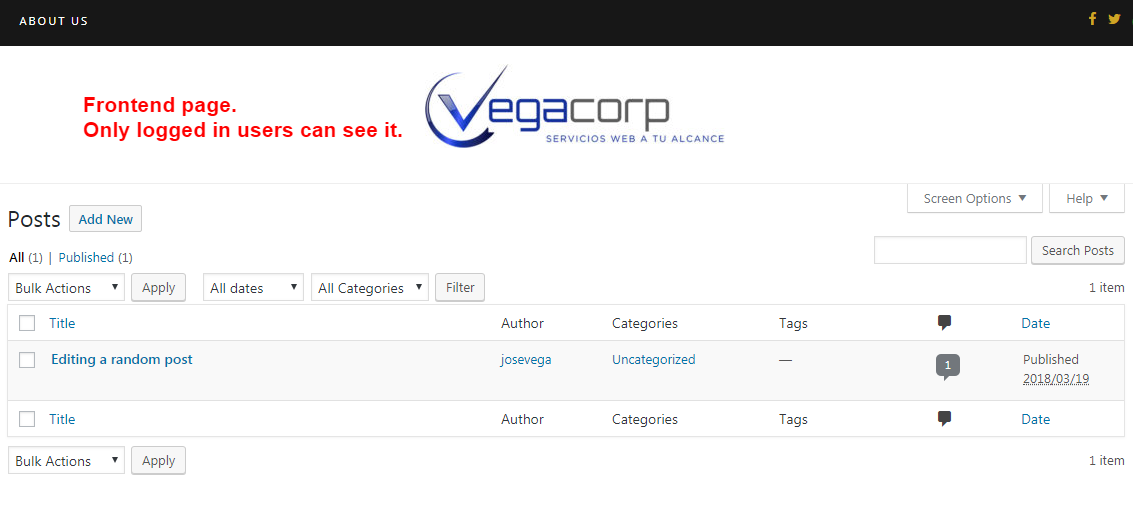 ABOUT US
Frontend page.
Only logged in users can see it.
Vegacorp
SERVICIOS WEB A TU ALCANCE
Screen Options
Help
Posts
Add New
All (1) | Published (1)
Search Posts
Bulk Actions
Apply
All dates
All Categories
Filter
1 item
Title
Author
Categories
Tags
Date
Editing a random post
josevega
Uncategorized
—
1
Published
2018/03/19
Title
Author
Categories
Tags
Date
Bulk Actions
Apply
1 item